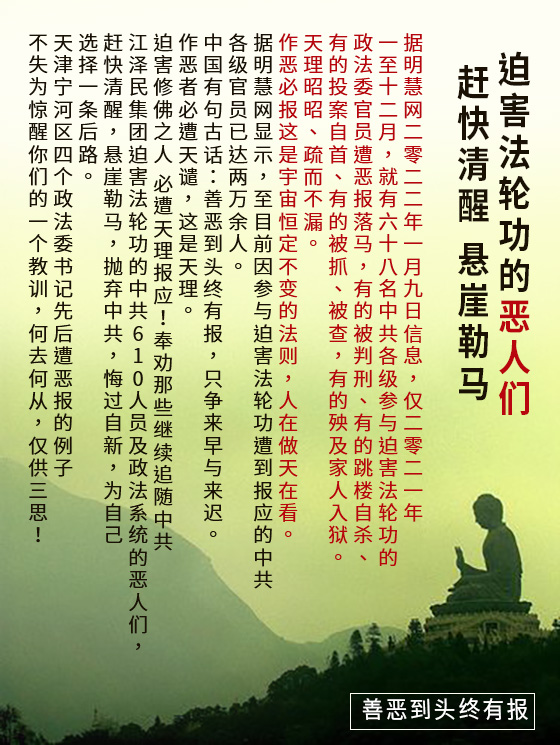 迫害法轮功的恶人们
赶快清醒 悬崖勒马
据明慧网二零二二年一月九日信息，仅二零二一年
一至十二月，就有六十八名中共各级参与迫害法轮功的
政法委官员遭恶报落马，有的被判刑、有的跳楼自杀、
有的投案自首、有的被抓、被查，有的殃及家人入狱。
天理昭昭、疏而不漏。
作恶必报这是宇宙恒定不变的法则，人在做天在看。
据明慧网显示，至目前因参与迫害法轮功遭到报应的中共
各级官员已达两万余人。
中国有句古话：善恶到头终有报，只争来早与来迟。
作恶者必遭天谴，这是天理。
迫害修佛之人 必遭天理报应！奉劝那些继续追随中共
江泽民集团迫害法轮功的中共610人员及政法系统的恶人们，
赶快清醒，悬崖勒马，抛弃中共，悔过自新，为自己
选择一条后路。
天津宁河区四个政法委书记先后遭恶报的例子
不失为惊醒你们的一个教训，何去何从，仅供三思！
善恶到头终有报